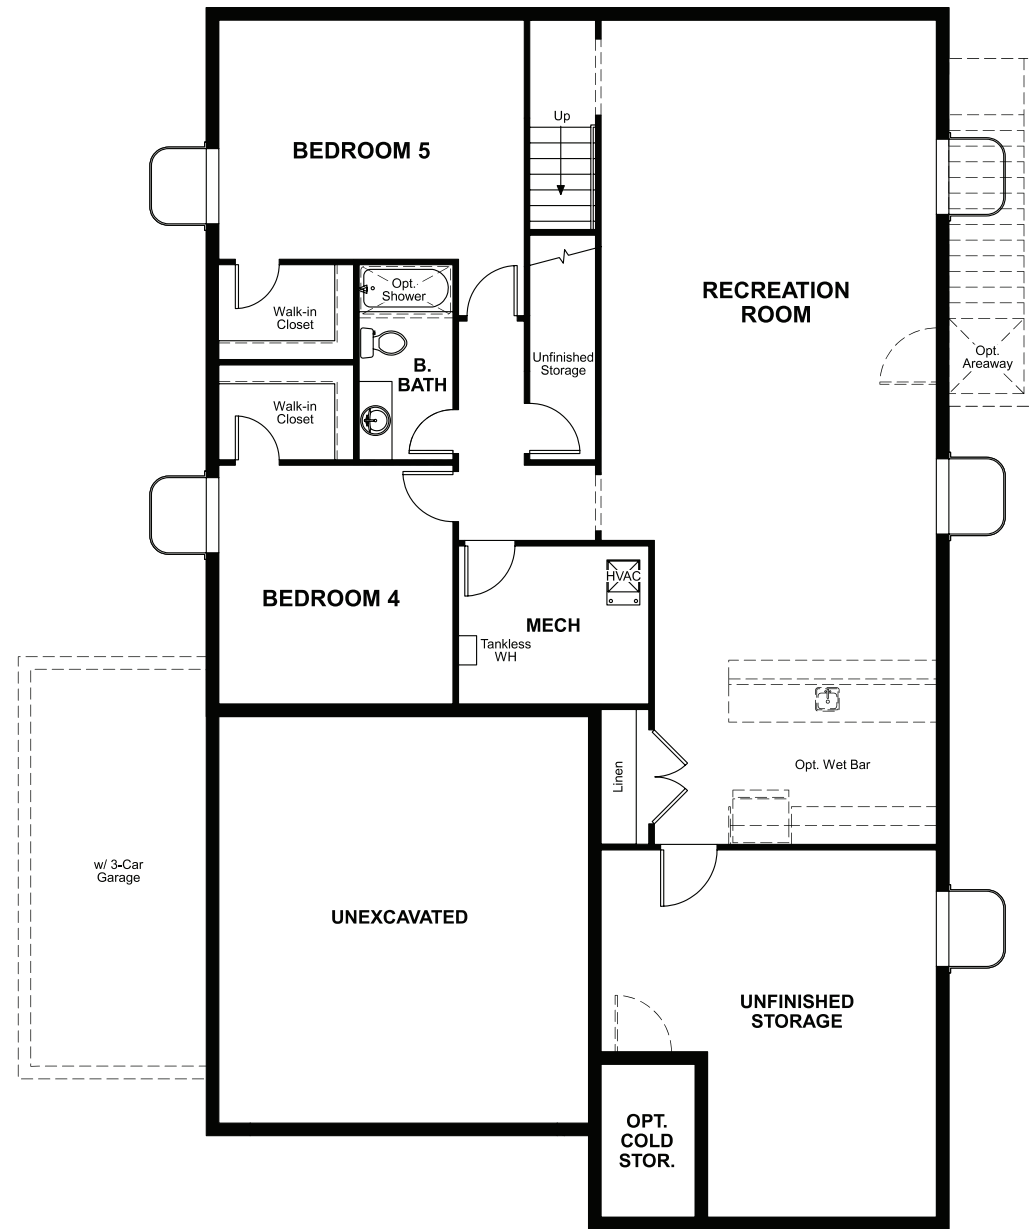 Up
BEDROOM 5
RECREATION
ROOM
Opt.
Shower
Walk-in
Closet
B.
BATH
Unfinished
Storage
Opt.
Areaway
Walk-in
Closet
BEDROOM 4
HVAC
MECH
Tankless
WH
Linen
Opt. Wet Bar
w/ 3-Car
Garage
UNEXCAVATED
UNFINISHED
STORAGE
OPT.
COLD
STOR.